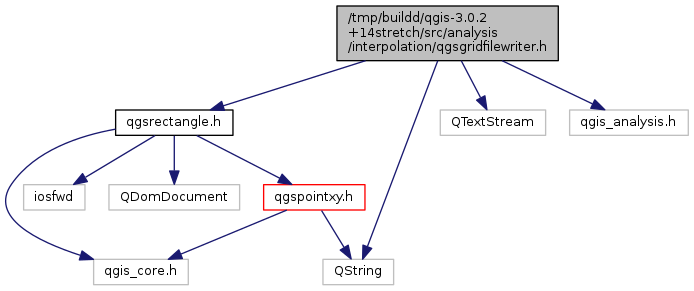 /tmp/buildd/qgis-3.0.2
+14stretch/src/analysis
/interpolation/qgsgridfilewriter.h
qgsrectangle.h
QTextStream
qgis_analysis.h
iosfwd
QDomDocument
qgspointxy.h
qgis_core.h
QString